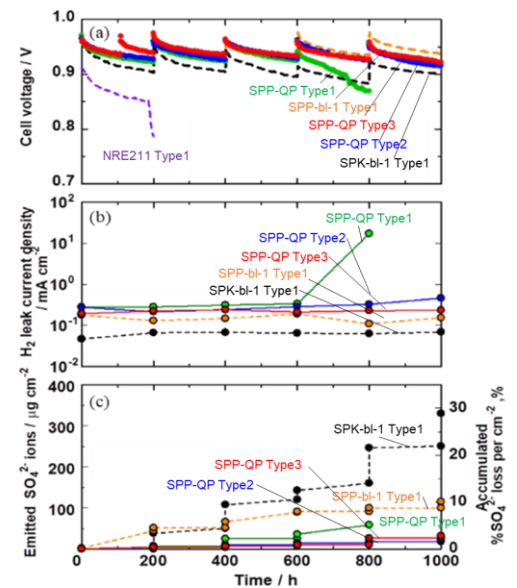 (a)
1.0
0.9
0.8
0.7
Cell voltage / V
SPP-QP Type1
SPP-bl-1 Type1
SPP-QP Type3
SPP-QP Type2
SPK-bl-1 Type1
NRE211 Type1
(b)
10²
10¹
10⁰
10⁻¹
10⁻²
H₂ leak current density
/ mA cm⁻²
SPP-QP Type1
SPP-QP Type2
SPP-QP Type3
SPP-bl-1 Type1
SPK-bl-1 Type1
(c)
400
300
200
100
0
Emitted SO₄²⁻ ions / μg cm⁻²
SPK-bl-1 Type1
SPP-QP Type3
SPP-QP Type2
SPP-bl-1 Type1
SPP-QP Type1
30
20
10
0
Accumulated
%SO₄²⁻ loss per cm⁻² ,%
0 200 400 600 800 1000
Time / h